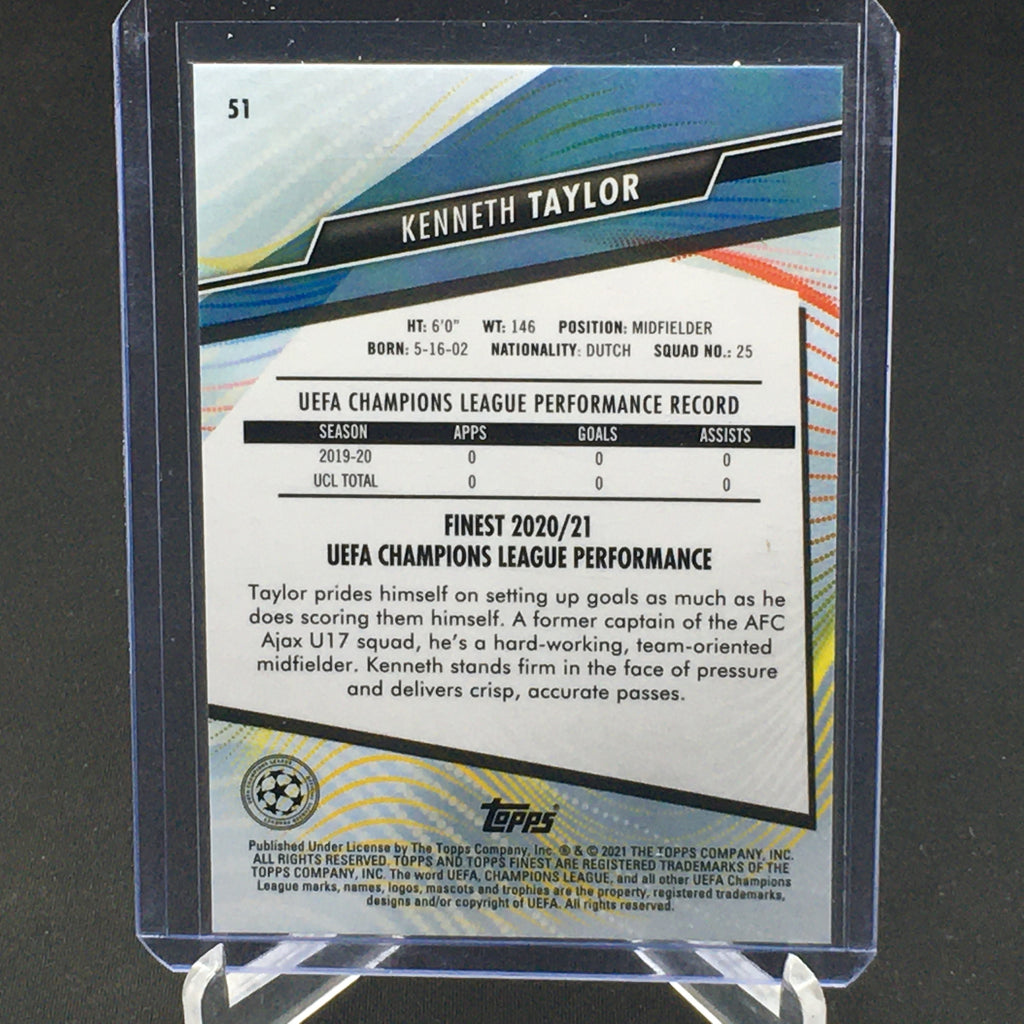 51
KENNETH TAYLOR
HT: 6'0" WT: 146 POSITION: MIDFIELDER
BORN: 5-16-02 NATIONALITY: DUTCH SQUAD NO.: 25
UEFA CHAMPIONS LEAGUE PERFORMANCE RECORD
SEASON APPS GOALS ASSISTS
2019-20 0 0 0
UCL TOTAL 0 0 0
FINEST 2020/21
UEFA CHAMPIONS LEAGUE PERFORMANCE
Taylor prides himself on setting up goals as much as he
does scoring them himself. A former captain of the AFC
Ajax U17 squad, he's a hard-working, team-oriented
midfielder. Kenneth stands firm in the face of pressure
and delivers crisp, accurate passes.
topps®
Published Under License by The Topps Company, Inc. ® & © 2021 THE TOPPS COMPANY, INC.
ALL RIGHTS RESERVED. TOPPS AND TOPPS FINEST ARE REGISTERED TRADEMARKS OF THE
TOPPS COMPANY, INC. The word UEFA, CHAMPIONS LEAGUE, and all other UEFA Champions
League marks, names, logos, mascots and trophies are the property, registered trademarks,
designs and/or copyright of UEFA. All rights reserved.